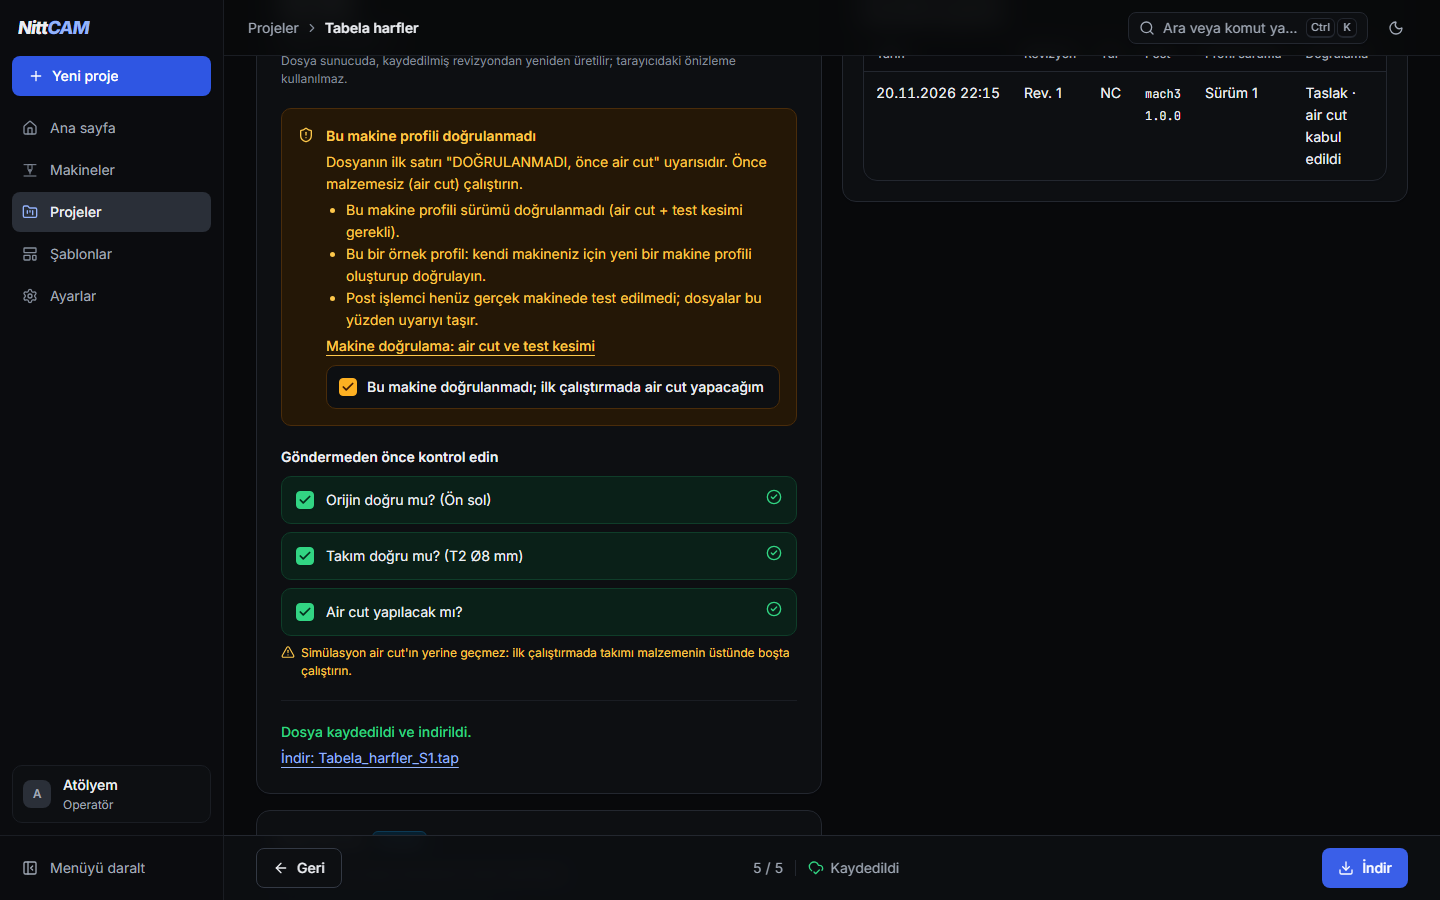 NittCAM
Yeni proje
Ana sayfa
Makineler
Projeler
Şablonlar
Ayarlar
A
Atölyem
Operatör
Menüyü daralt
Projeler > Tabela harfler
Ara veya komut ya... Ctrl K
Dosya sunucuda, kaydedilmiş revizyondan yeniden üretilir; tarayıcıdaki önizleme
kullanılmaz.
Bu makine profili doğrulanmadı
Dosyanın ilk satırı "DOĞRULANMADI, önce air cut" uyarısıdır. Önce
malzemesiz (air cut) çalıştırın.
• Bu makine profili sürümü doğrulanmadı (air cut + test kesimi
gerekli).
• Bu bir örnek profil: kendi makineniz için yeni bir makine profili
oluşturup doğrulayın.
• Post işlemci henüz gerçek makinede test edilmedi; dosyalar bu
yüzden uyarıyı taşır.
Makine doğrulama: air cut ve test kesimi
Bu makine doğrulanmadı; ilk çalıştırmada air cut yapacağım
Göndermeden önce kontrol edin
Orijin doğru mu? (Ön sol)
Takım doğru mu? (T2 Ø8 mm)
Air cut yapılacak mı?
Simülasyon air cut'ın yerine geçmez: ilk çalıştırmada takımı malzemenin üstünde boşta
çalıştırın.
Dosya kaydedildi ve indirildi.
İndir: Tabela_harfler_S1.tap
20.11.2026 22:15 Rev. 1 NC mach3 Sürüm 1 Taslak ·
1.0.0 air cut
kabul
edildi
Geri
5 / 5
Kaydedildi
İndir